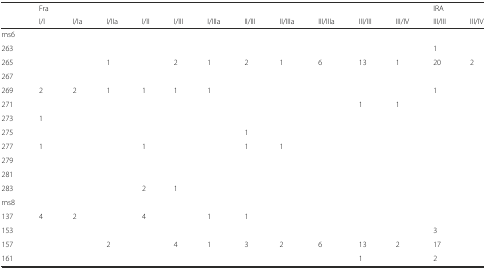 Fra IRA
I/I I/Ia I/IIa I/II I/III I/IIIa II/III II/IIIa III/IIIa III/III III/IV III/III III/IV
ms6
263 1
265 1 2 1 2 1 6 13 1 20 2
267
269 2 2 1 1 1 1 1
271 1 1
273 1
275 1
277 1 1 1 1
279
281
283 2 1
ms8
137 4 2 4 1 1
153 3
157 2 4 1 3 2 6 13 2 17
161 1 2